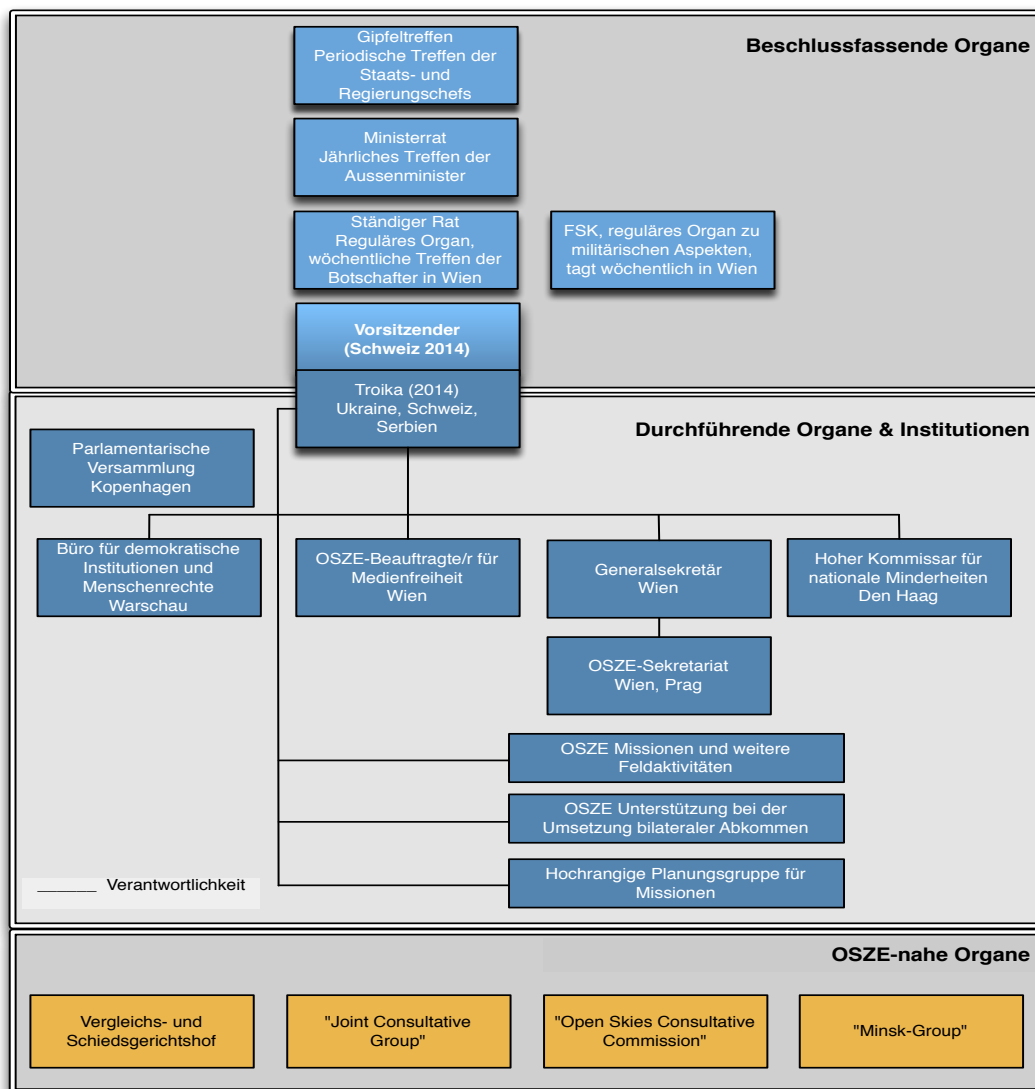 Beschlussfassende Organe
Gipfeltreffen
Periodische Treffen der
Staats- und
Regierungschefs
Ministerrat
Jährliches Treffen der
Aussenminister
Ständiger Rat
Reguläres Organ,
wöchentliche Treffen der
Botschafter in Wien
FSK, reguläres Organ zu
militärischen Aspekten,
tagt wöchentlich in Wien
Vorsitzender
(Schweiz 2014)
Troika (2014)
Ukraine, Schweiz,
Serbien
Durchführende Organe & Institutionen
Parlamentarische
Versammlung
Kopenhagen
Büro für demokratische
Institutionen und
Menschenrechte
Warschau
OSZE-Beauftragte/r für
Medienfreiheit
Wien
Generalsekretär
Wien
Hoher Kommissar für
nationale Minderheiten
Den Haag
OSZE-Sekretariat
Wien, Prag
OSZE Missionen und weitere
Feldaktivitäten
OSZE Unterstützung bei der
Umsetzung bilateraler Abkommen
Hochrangige Planungsgruppe für
Missionen
______ Verantwortlichkeit
OSZE-nahe Organe
Vergleichs- und
Schiedsgerichtshof
"Joint Consultative
Group"
"Open Skies Consultative
Commission"
"Minsk-Group"